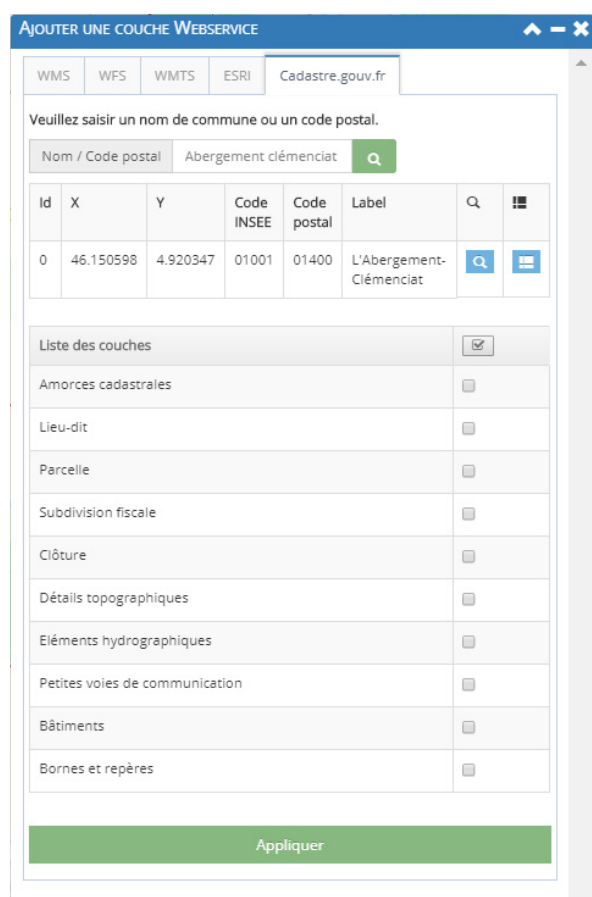 AJOUTER UNE COUCHE WEBSERVICE
WMS WFS WMTS ESRI Cadastre.gouv.fr
Veuillez saisir un nom de commune ou un code postal.
Nom / Code postal Abergement clémenciat
Id X Y Code INSEE Code postal Label
0 46.150598 4.920347 01001 01400 L'Abergement-Clémenciat
Liste des couches
Amorces cadastrales
Lieu-dit
Parcelle
Subdivision fiscale
Clôture
Détails topographiques
Eléments hydrographiques
Petites voies de communication
Bâtiments
Bornes et repères
Appliquer